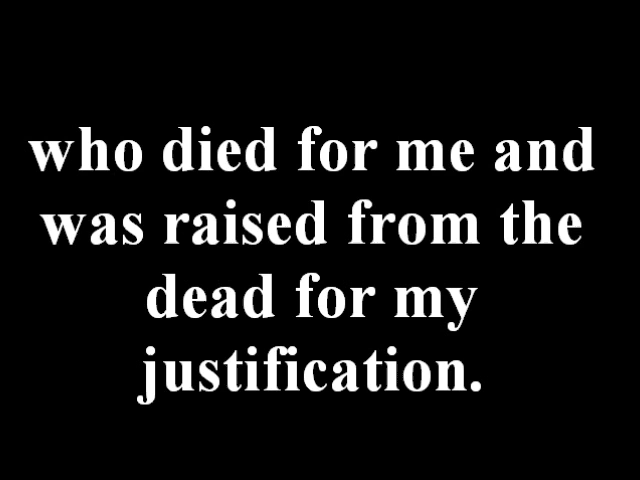 who died for me and
was raised from the
dead for my
justification.